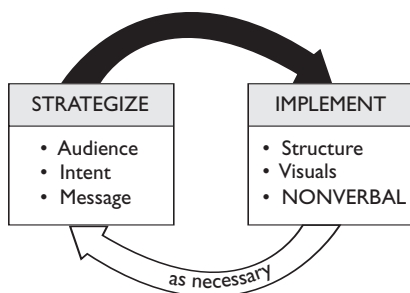 STRATEGIZE
• Audience
• Intent
• Message
IMPLEMENT
• Structure
• Visuals
• NONVERBAL
as necessary